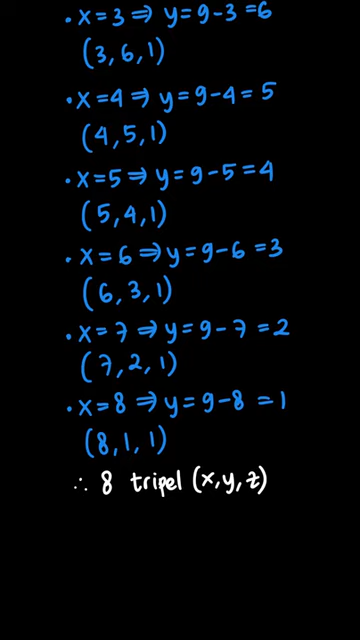 • x = 3 ⇒ y = 9 - 3 = 6
(3, 6, 1)
• x = 4 ⇒ y = 9 - 4 = 5
(4, 5, 1)
• x = 5 ⇒ y = 9 - 5 = 4
(5, 4, 1)
• x = 6 ⇒ y = 9 - 6 = 3
(6, 3, 1)
• x = 7 ⇒ y = 9 - 7 = 2
(7, 2, 1)
• x = 8 ⇒ y = 9 - 8 = 1
(8, 1, 1)
∴ 8 tripel (x, y, z)